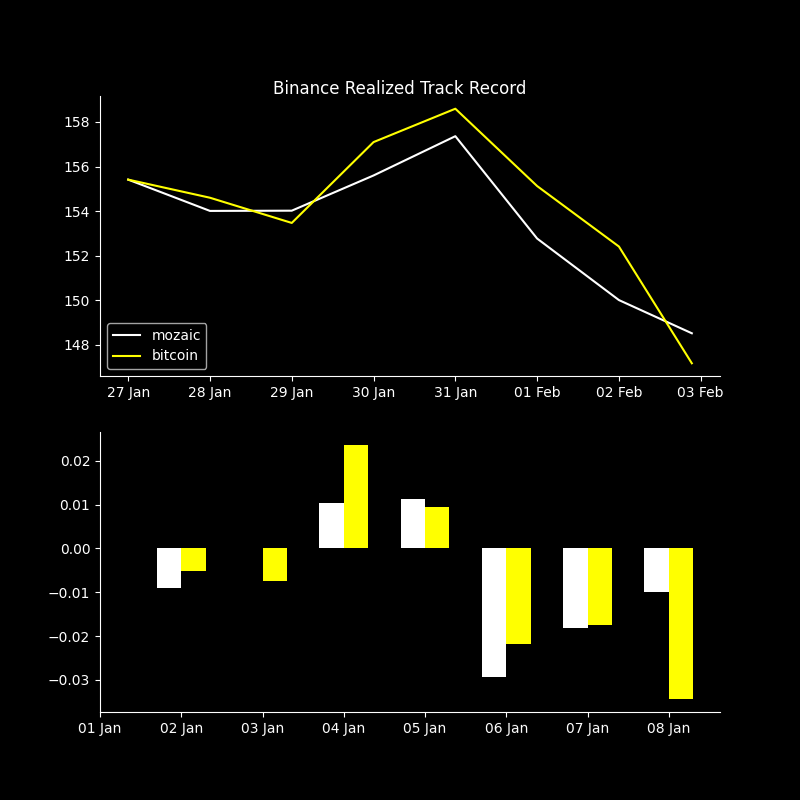 Binance Realized Track Record
158
156
154
152
150
148
mozaic
bitcoin
27 Jan 28 Jan 29 Jan 30 Jan 31 Jan 01 Feb 02 Feb 03 Feb
0.02
0.01
0.00
−0.01
−0.02
−0.03
01 Jan 02 Jan 03 Jan 04 Jan 05 Jan 06 Jan 07 Jan 08 Jan